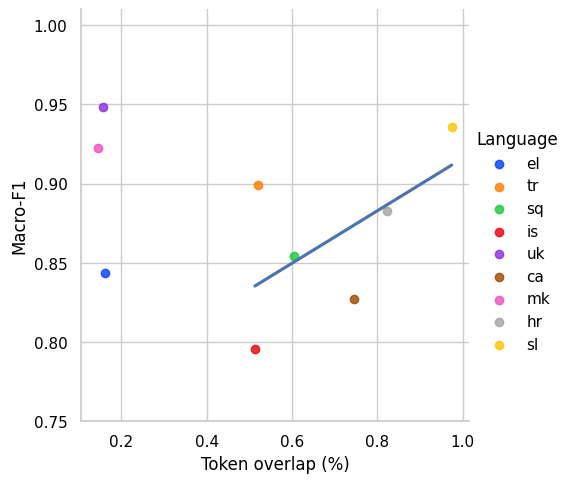 1.00
0.95
0.90
0.85
0.80
0.75
Macro-F1
0.2 0.4 0.6 0.8 1.0
Token overlap (%)
Language
el
tr
sq
is
uk
ca
mk
hr
sl